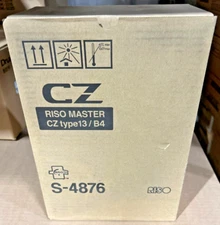 CZ
RISO MASTER
CZ type13/B4
S-4876
RISO